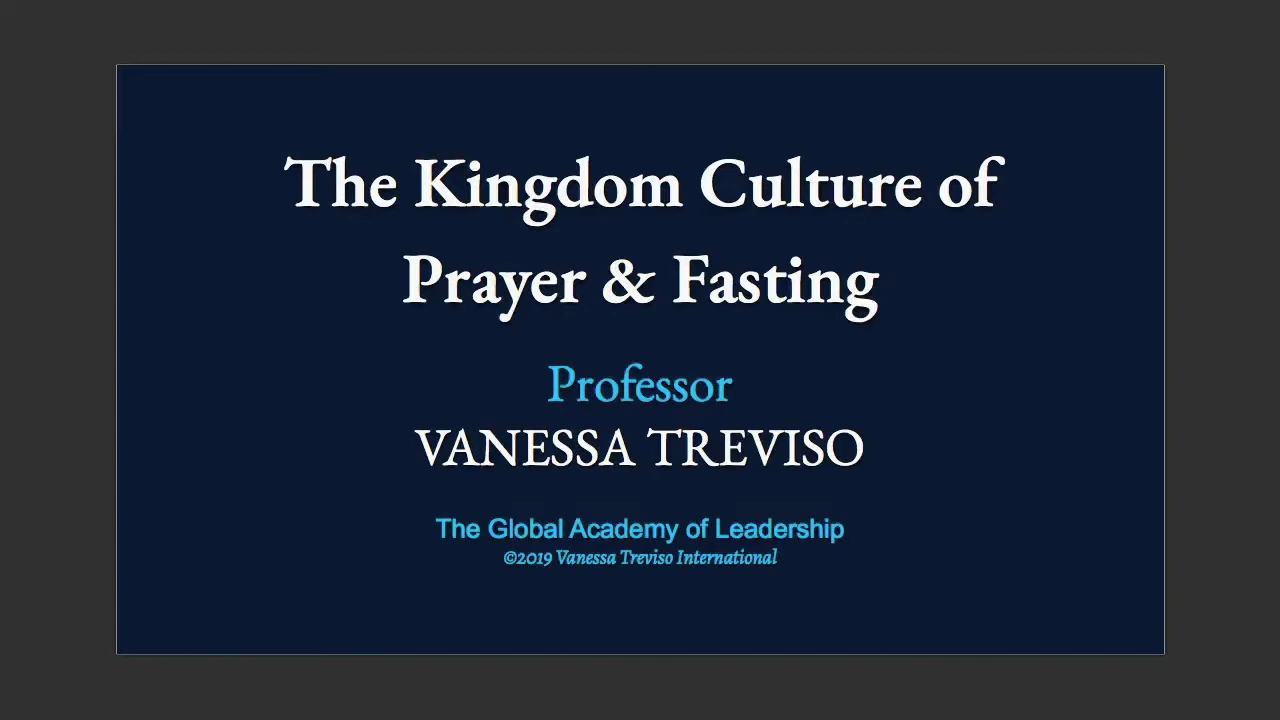 The Kingdom Culture of
Prayer & Fasting
Professor
VANESSA TREVISO
The Global Academy of Leadership
©2019 Vanessa Treviso International